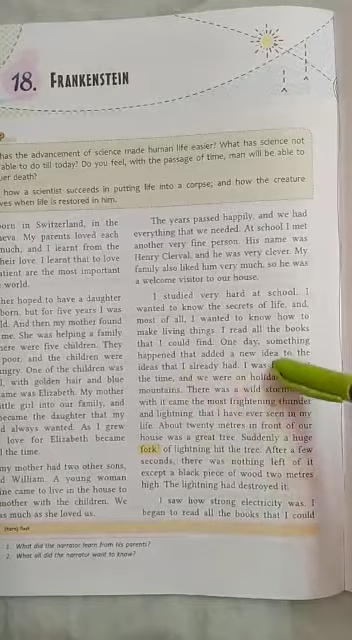 18. FRANKENSTEIN
has the advancement of science made human life easier? What has science not
able to do till today? Do you feel, with the passage of time, man will be able to
uer death?
how a scientist succeeds in putting life into a corpse; and how the creature
ves when life is restored in him.
orn in Switzerland, in the
neva. My parents loved each
much, and I learnt from the
heir love. I learnt that to love
atient are the most important
world.
her hoped to have a daughter
born, but for five years I was
ld. And then my mother found
me. She was helping a family
here were five children. They
poor, and the children were
ngry. One of the children was
l, with golden hair and blue
ame was Elizabeth. My mother
ittle girl into our family, and
became the daughter that my
d always wanted. As I grew
love for Elizabeth became
l the time.
my mother had two other sons,
d William. A young woman
ine came to live in the house to
mother with the children. We
as much as she loved us.
The years passed happily, and we had
everything that we needed. At school I met
another very fine person. His name was
Henry Clerval, and he was very clever. My
family also liked him very much, so he was
a welcome visitor to our house.
I studied very hard at school. I
wanted to know the secrets of life, and,
most of all, I wanted to know how to
make living things. I read all the books
that I could find. One day, something
happened that added a new idea to the
ideas that I already had. I was
the time, and we were on holiday
mountains. There was a wild storm
with it came the most frightening thunder
and lightning that I have ever seen in my
life. About twenty metres in front of our
house was a great tree. Suddenly a huge
fork of lightning hit the tree. After a few
seconds, there was nothing left of it
except a black piece of wood two metres
high. The lightning had destroyed it.
I saw how strong electricity was. I
began to read all the books that I could
1. What did the narrator learn from his parents?
2. What all did the narrator want to know?